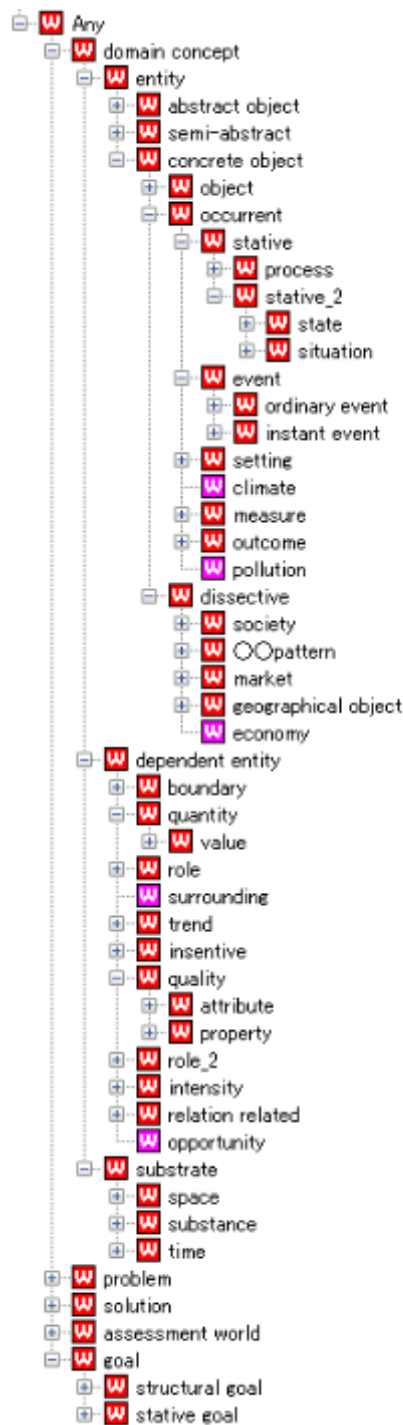 Any
domain concept
entity
abstract object
semi-abstract
concrete object
object
occurrent
stative
process
stative_2
state
situation
event
ordinary event
instant event
setting
climate
measure
outcome
pollution
dissective
society
○○pattern
market
geographical object
economy
dependent entity
boundary
quantity
value
role
surrounding
trend
insentive
quality
attribute
property
role_2
intensity
relation related
opportunity
substrate
space
substance
time
problem
solution
assessment world
goal
structural goal
stative goal